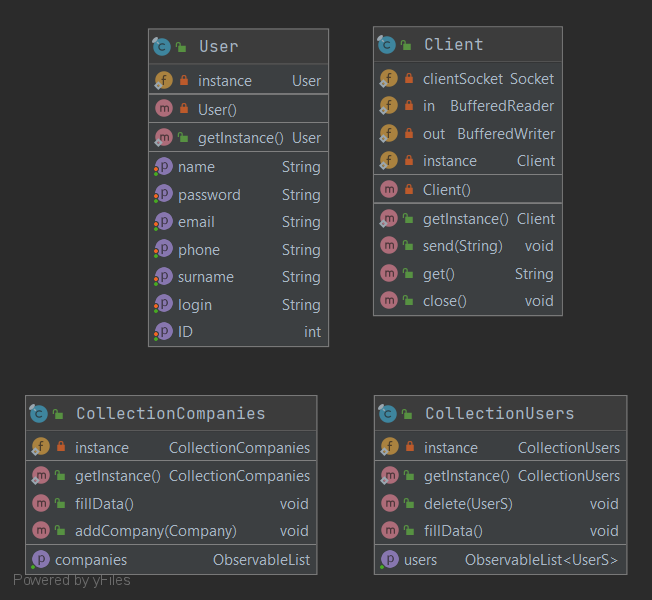 User
instance User
User()
getInstance() User
name String
password String
email String
phone String
surname String
login String
ID int
Client
clientSocket Socket
in BufferedReader
out BufferedWriter
instance Client
Client()
getInstance() Client
send(String) void
get() String
close() void
CollectionCompanies
instance CollectionCompanies
getInstance() CollectionCompanies
fillData() void
addCompany(Company) void
companies ObservableList
CollectionUsers
instance CollectionUsers
getInstance() CollectionUsers
delete(UserS) void
fillData() void
users ObservableList<UserS>
Powered by yFiles